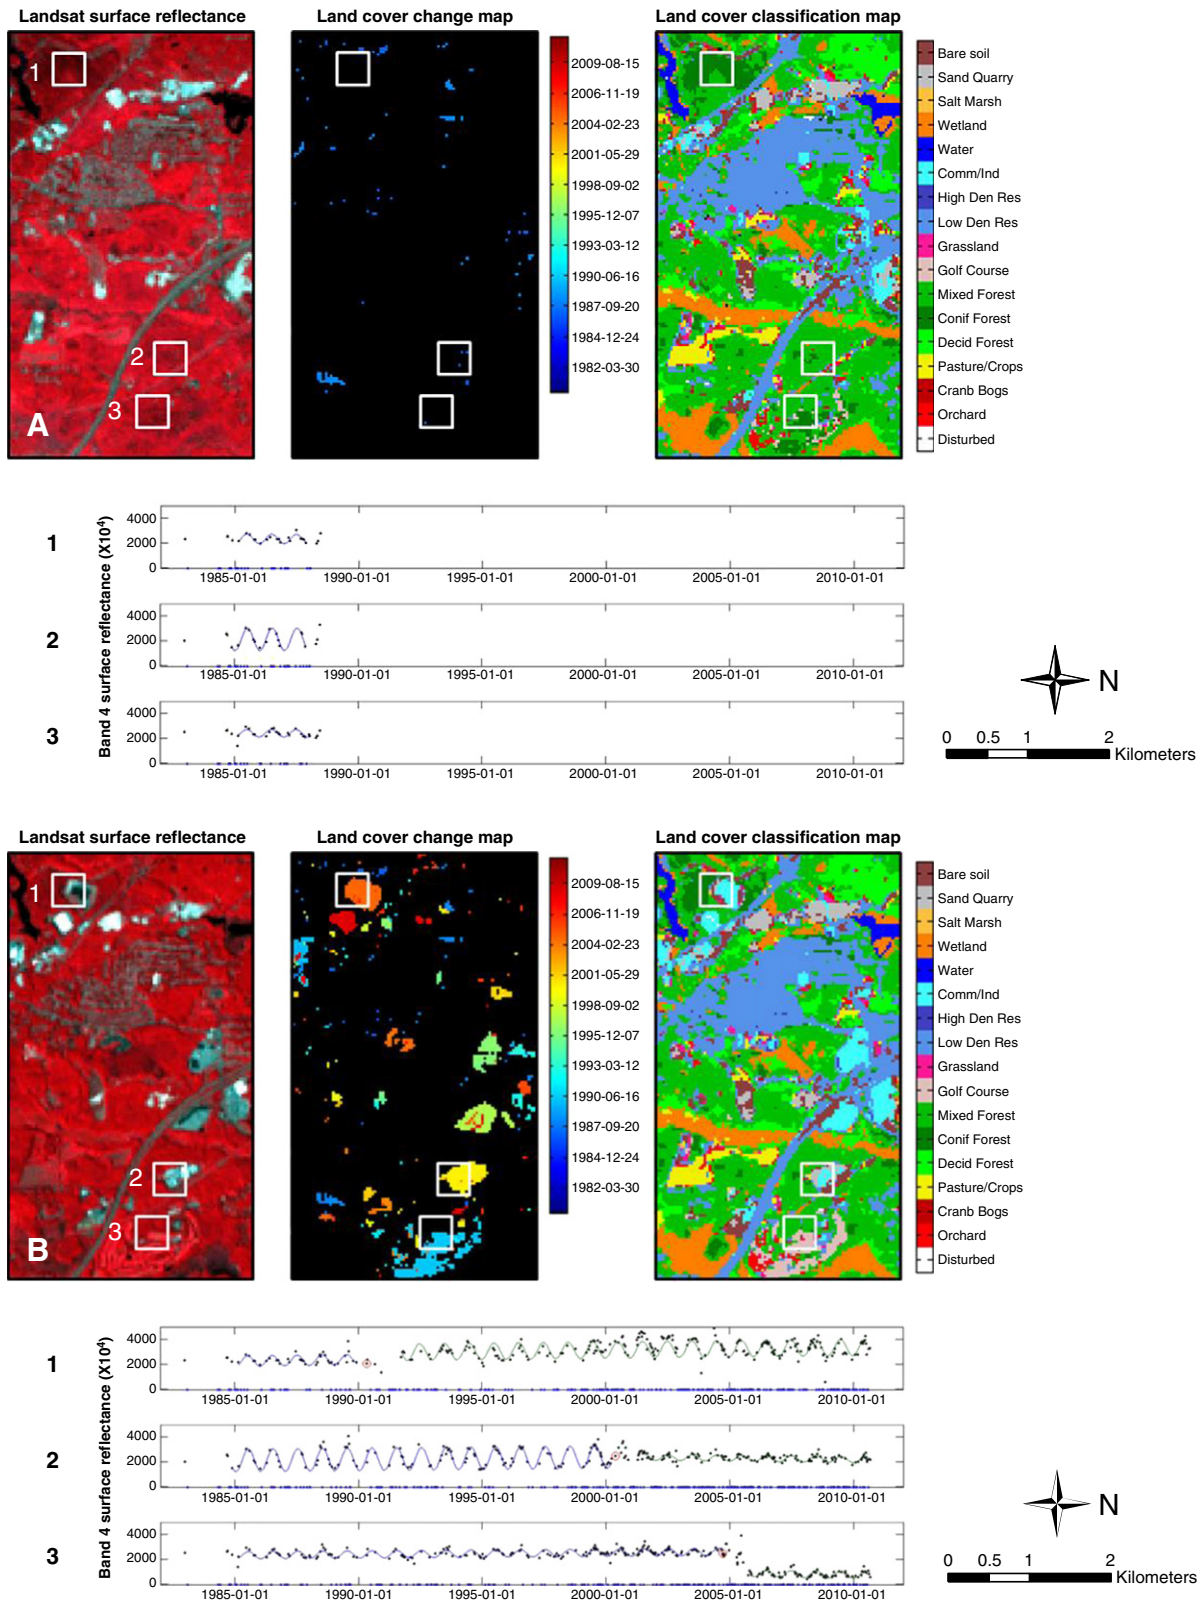 Landsat surface reflectance
Land cover change map
Land cover classification map
1
2
3
A
2009-08-15
2006-11-19
2004-02-23
2001-05-29
1998-09-02
1995-12-07
1993-03-12
1990-06-16
1987-09-20
1984-12-24
1982-03-30
Bare soil
Sand Quarry
Salt Marsh
Wetland
Water
Comm/Ind
High Den Res
Low Den Res
Grassland
Golf Course
Mixed Forest
Conif Forest
Decid Forest
Pasture/Crops
Cranb Bogs
Orchard
Disturbed
Band 4 surface reflectance (X10⁴)
1
4000
2000
0
1985-01-01 1990-01-01 1995-01-01 2000-01-01 2005-01-01 2010-01-01
2
4000
2000
0
1985-01-01 1990-01-01 1995-01-01 2000-01-01 2005-01-01 2010-01-01
3
4000
2000
0
1985-01-01 1990-01-01 1995-01-01 2000-01-01 2005-01-01 2010-01-01
N
0 0.5 1 2
Kilometers
Landsat surface reflectance
Land cover change map
Land cover classification map
1
2
3
B
2009-08-15
2006-11-19
2004-02-23
2001-05-29
1998-09-02
1995-12-07
1993-03-12
1990-06-16
1987-09-20
1984-12-24
1982-03-30
Bare soil
Sand Quarry
Salt Marsh
Wetland
Water
Comm/Ind
High Den Res
Low Den Res
Grassland
Golf Course
Mixed Forest
Conif Forest
Decid Forest
Pasture/Crops
Cranb Bogs
Orchard
Disturbed
Band 4 surface reflectance (X10⁴)
1
4000
2000
0
1985-01-01 1990-01-01 1995-01-01 2000-01-01 2005-01-01 2010-01-01
2
4000
2000
0
1985-01-01 1990-01-01 1995-01-01 2000-01-01 2005-01-01 2010-01-01
3
4000
2000
0
1985-01-01 1990-01-01 1995-01-01 2000-01-01 2005-01-01 2010-01-01
N
0 0.5 1 2
Kilometers